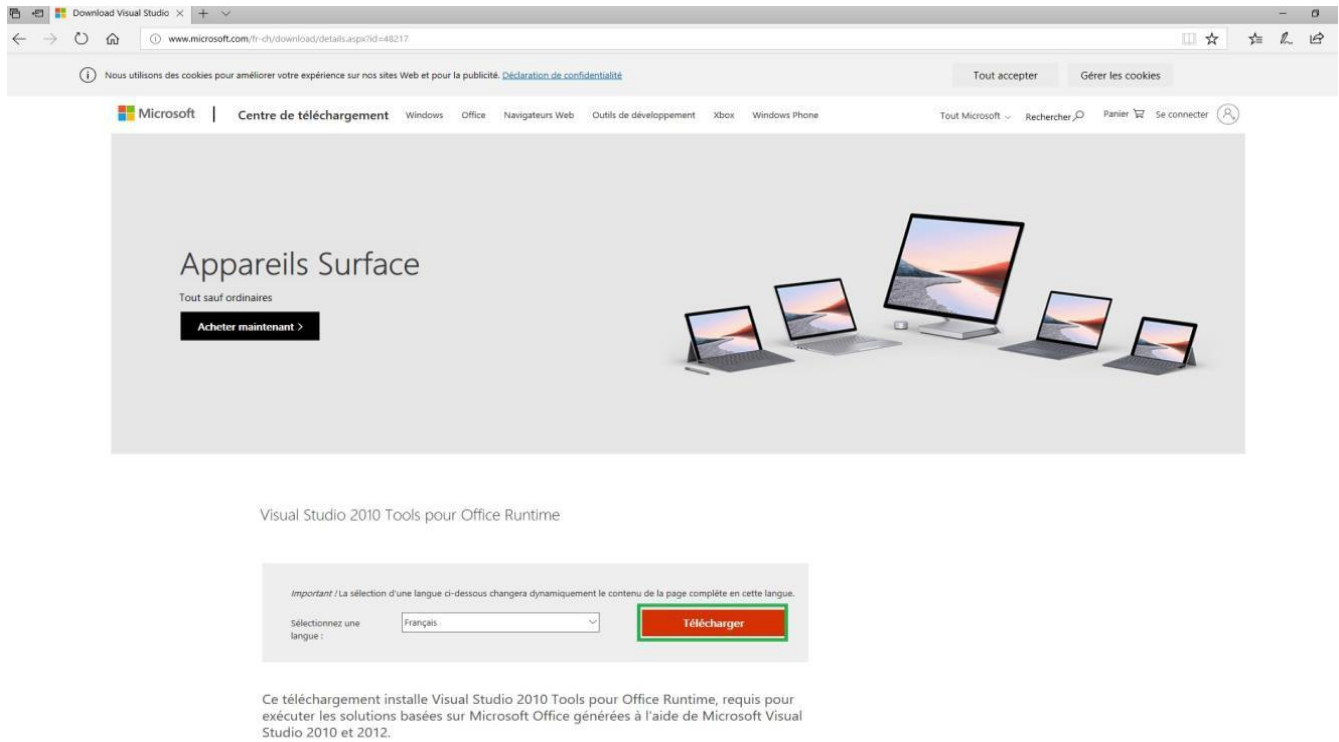 Download Visual Studio
www.microsoft.com/fr-ch/download/details.aspx?id=48217
Nous utilisons des cookies pour améliorer votre expérience sur nos sites Web et pour la publicité. Déclaration de confidentialité
Tout accepter
Gérer les cookies
Microsoft
Centre de téléchargement
Windows
Office
Navigateurs Web
Outils de développement
Xbox
Windows Phone
Tout Microsoft
Rechercher
Panier
Se connecter
Appareils Surface
Tout sauf ordinaires
Acheter maintenant >
Visual Studio 2010 Tools pour Office Runtime
Important ! La sélection d'une langue ci-dessous changera dynamiquement le contenu de la page complète en cette langue.
Sélectionnez une
langue :
Français
Télécharger
Ce téléchargement installe Visual Studio 2010 Tools pour Office Runtime, requis pour
exécuter les solutions basées sur Microsoft Office générées à l'aide de Microsoft Visual
Studio 2010 et 2012.